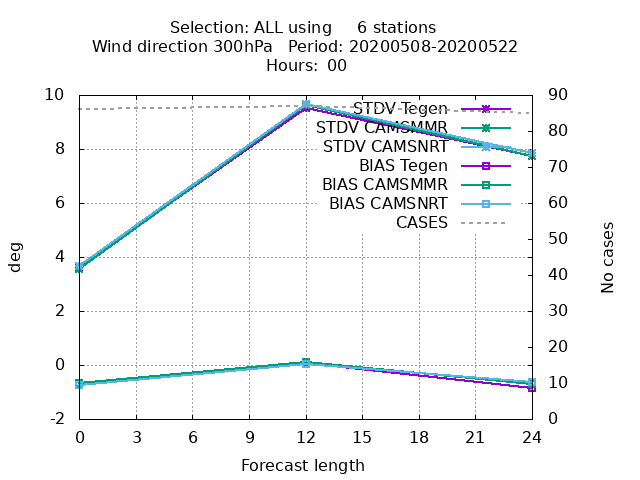 Selection: ALL using     6 stations
Wind direction 300hPa   Period: 20200508-20200522
Hours: 00
10 90
STDV Tegen
80
STDV CAMSMMR
8
STDV CAMSNRT
70
BIAS Tegen
BIAS CAMSMMR
6 60
BIAS CAMSNRT
CASES
50
4
deg
No cases
40
2 30
20
0
10
-2 0
0 3 6 9 12 15 18 21 24
Forecast length